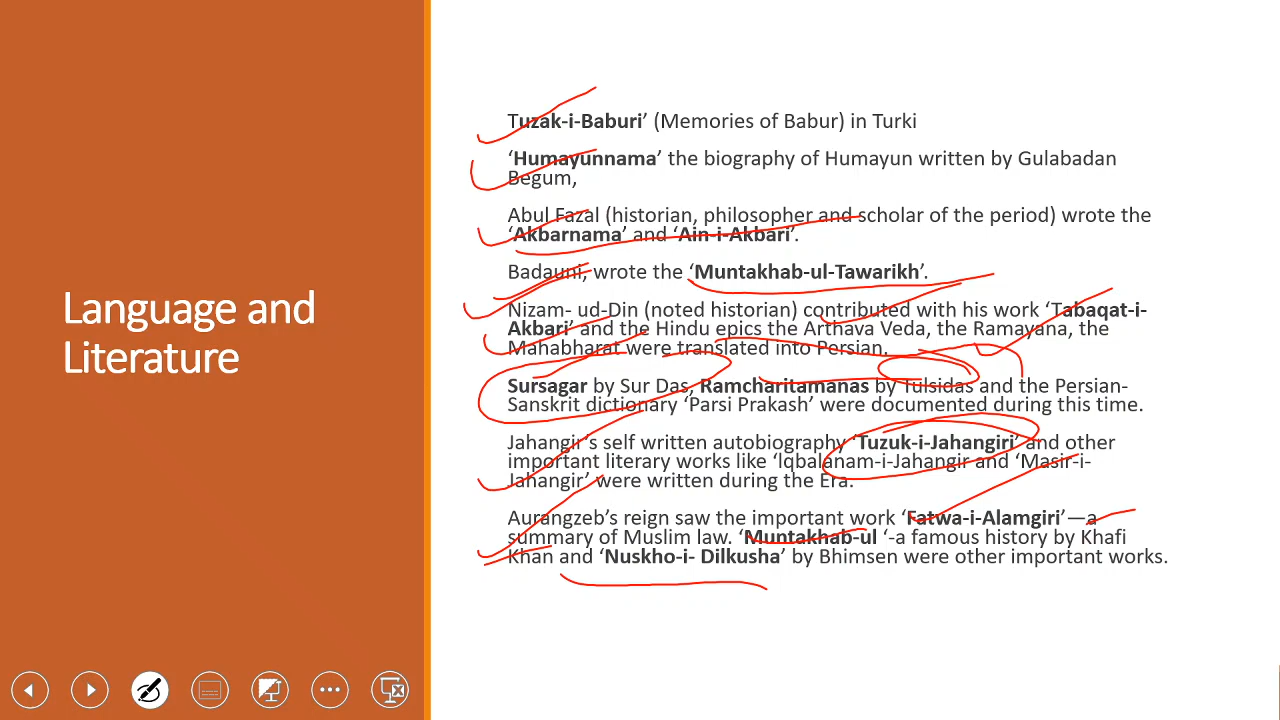 Language and
Literature
Tuzak-i-Baburi’ (Memories of Babur) in Turki
‘Humayunnama’ the biography of Humayun written by Gulabadan
Begum,
Abul Fazal (historian, philosopher and scholar of the period) wrote the
‘Akbarnama’ and ‘Ain-i-Akbari’.
Badauni, wrote the ‘Muntakhab-ul-Tawarikh’.
Nizam- ud-Din (noted historian) contributed with his work ‘Tabaqat-i-
Akbari’ and the Hindu epics the Arthava Veda, the Ramayana, the
Mahabharat were translated into Persian.
Sursagar by Sur Das, Ramcharitamanas by Tulsidas and the Persian-
Sanskrit dictionary ‘Parsi Prakash’ were documented during this time.
Jahangir’s self written autobiography ‘Tuzuk-i-Jahangiri’ and other
important literary works like ‘Iqbalanam-i-Jahangir and ‘Masir-i-
Jahangir’ were written during the Era.
Aurangzeb’s reign saw the important work ‘Fatwa-i-Alamgiri’—a
summary of Muslim law. ‘Muntakhab-ul ‘-a famous history by Khafi
Khan and ‘Nuskho-i- Dilkusha’ by Bhimsen were other important works.